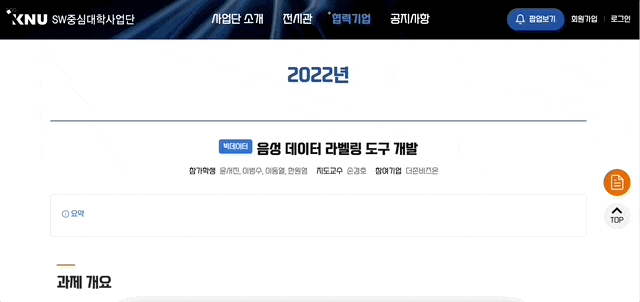 KNU SW중심대학사업단 사업단 소개 전시관 협력기업 공지사항 팝업보기 회원가입 로그인
2022년
빅데이터 음성 데이터 라벨링 도구 개발
참가학생 윤서진, 이범수, 이동열, 한원영 지도교수 손경호 참여기업 더존비즈온
요약
과제 개요
TOP